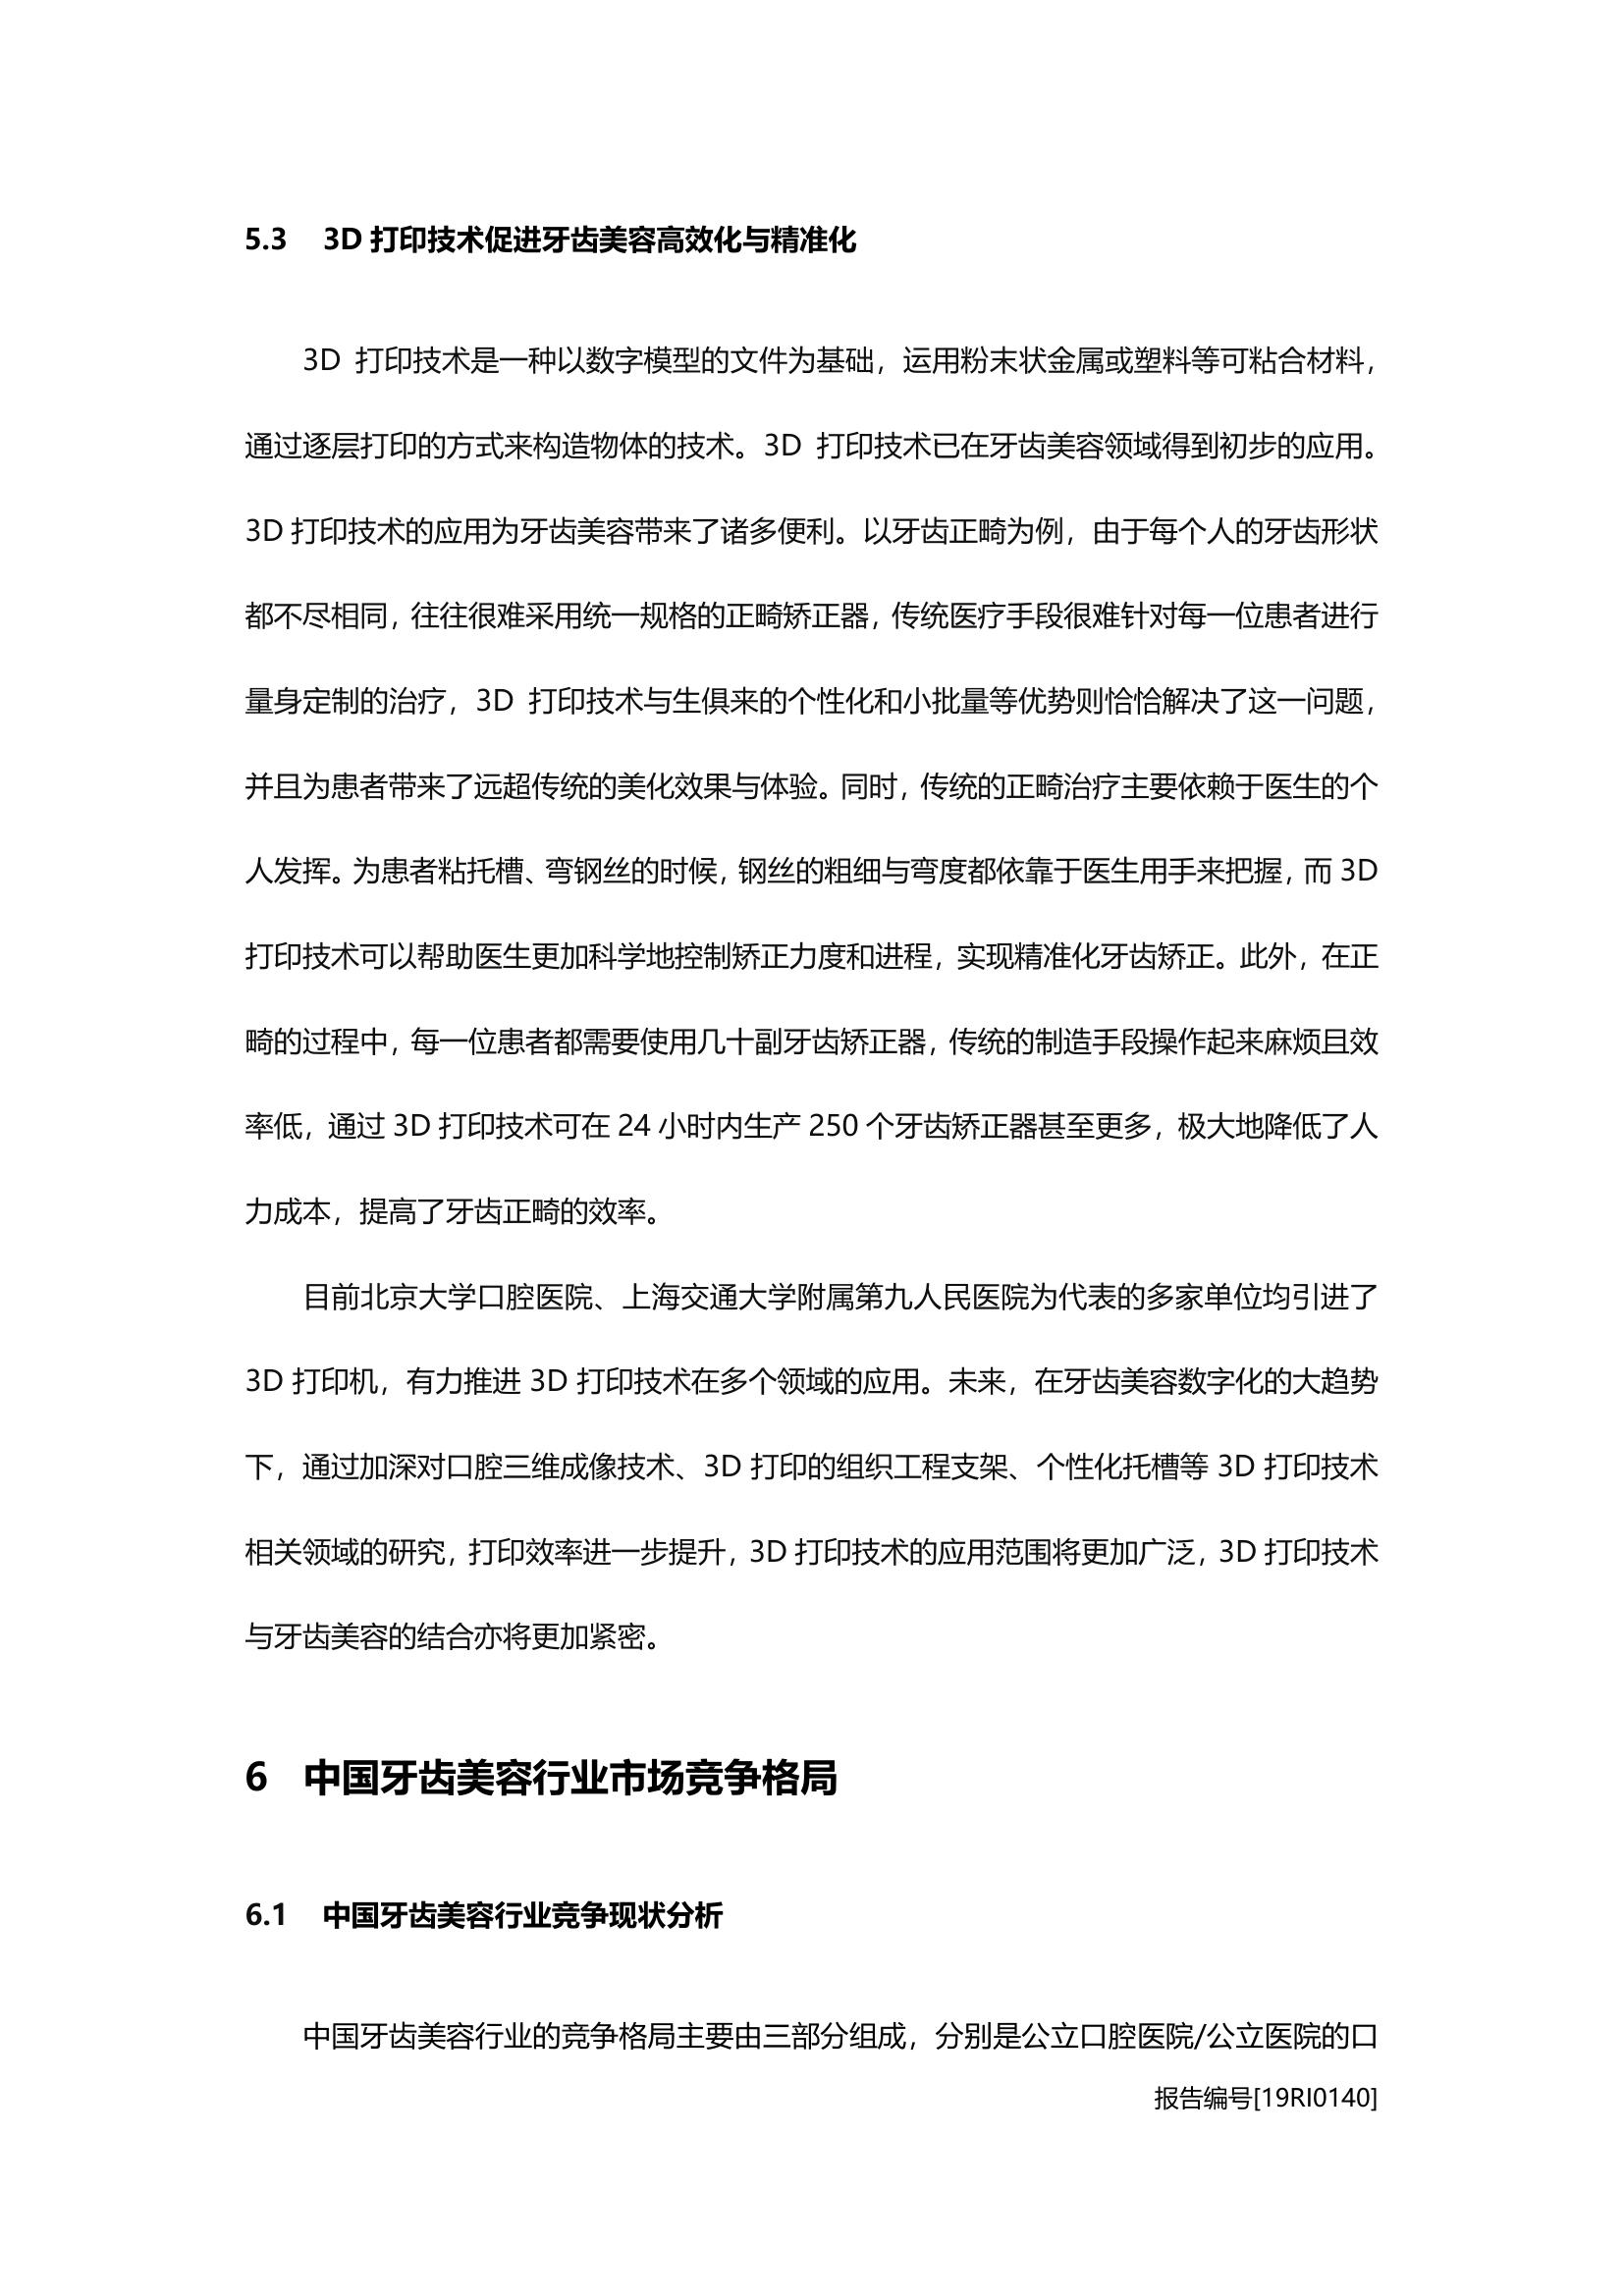 5.3 3D 打印技术促进牙齿美容高效化与精准化
3D 打印技术是一种以数字模型的文件为基础，运用粉末状金属或塑料等可粘合材料，
通过逐层打印的方式来构造物体的技术。3D 打印技术已在牙齿美容领域得到初步的应用。
3D 打印技术的应用为牙齿美容带来了诸多便利。以牙齿正畸为例，由于每个人的牙齿形状
都不尽相同，往往很难采用统一规格的正畸矫正器，传统医疗手段很难针对每一位患者进行
量身定制的治疗，3D 打印技术与生俱来的个性化和小批量等优势则恰恰解决了这一问题，
并且为患者带来了远超传统的美化效果与体验。同时，传统的正畸治疗主要依赖于医生的个
人发挥。为患者粘托槽、弯钢丝的时候，钢丝的粗细与弯度都依靠于医生用手来把握，而 3D
打印技术可以帮助医生更加科学地控制矫正力度和进程，实现精准化牙齿矫正。此外，在正
畸的过程中，每一位患者都需要使用几十副牙齿矫正器，传统的制造手段操作起来麻烦且效
率低，通过 3D 打印技术可在 24 小时内生产 250 个牙齿矫正器甚至更多，极大地降低了人
力成本，提高了牙齿正畸的效率。
目前北京大学口腔医院、上海交通大学附属第九人民医院为代表的多家单位均引进了
3D 打印机，有力推进 3D 打印技术在多个领域的应用。未来，在牙齿美容数字化的大趋势
下，通过加深对口腔三维成像技术、3D 打印的组织工程支架、个性化托槽等 3D 打印技术
相关领域的研究，打印效率进一步提升，3D 打印技术的应用范围将更加广泛，3D 打印技术
与牙齿美容的结合亦将更加紧密。
6 中国牙齿美容行业市场竞争格局
6.1 中国牙齿美容行业竞争现状分析
中国牙齿美容行业的竞争格局主要由三部分组成，分别是公立口腔医院/公立医院的口
报告编号[19RI0140]